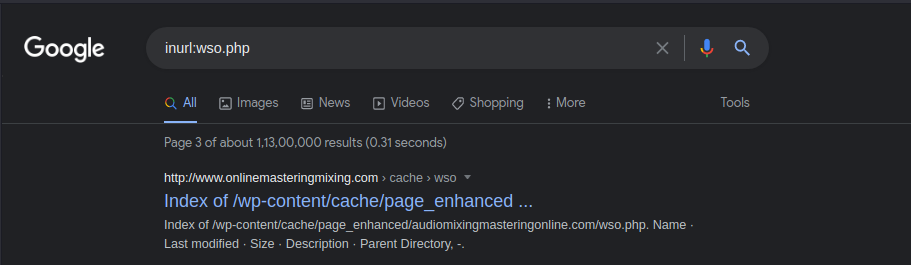 Google
inurl:wso.php
All Images News Videos Shopping More Tools
Page 3 of about 1,13,00,000 results (0.31 seconds)
http://www.onlinemasteringmixing.com › cache › wso
Index of /wp-content/cache/page_enhanced ...
Index of /wp-content/cache/page_enhanced/audiomixingmasteringonline.com/wso.php. Name ·
Last modified · Size · Description · Parent Directory, -.